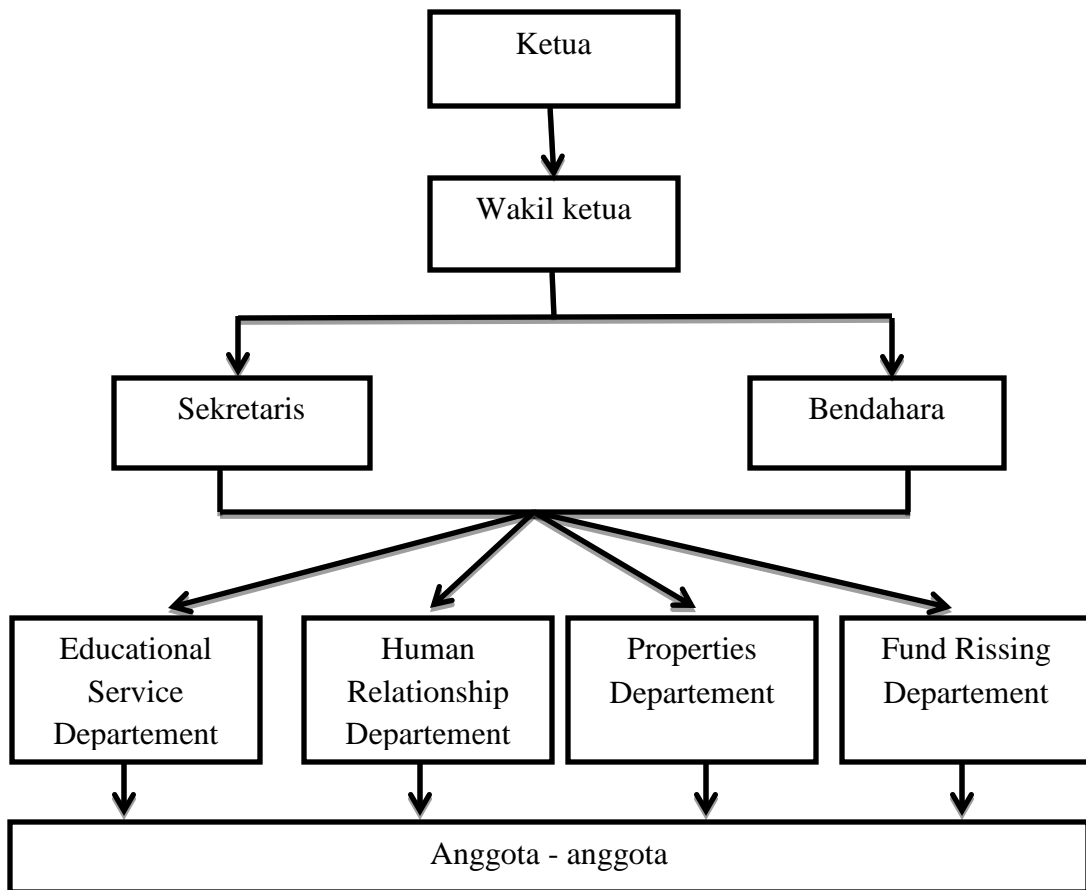 Ketua
Wakil ketua
Sekretaris
Bendahara
Educational
Service
Departement
Human
Relationship
Departement
Properties
Departement
Fund Rissing
Departement
Anggota - anggota